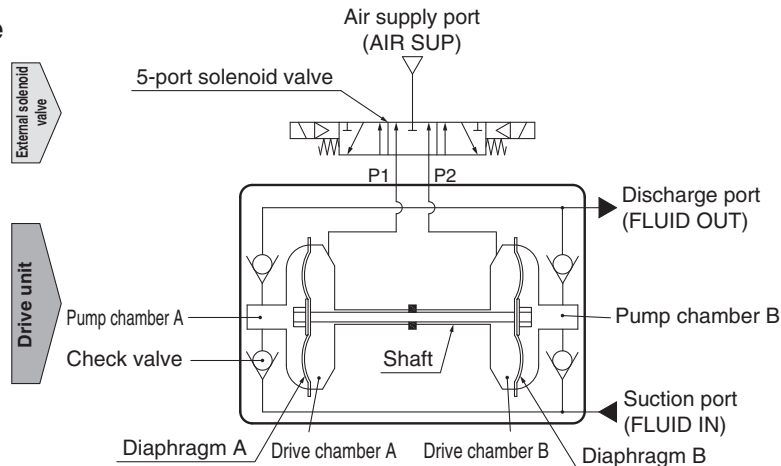 e
Air supply port
(AIR SUP)
5-port solenoid valve
External solenoid
valve
P1
P2
Discharge port
(FLUID OUT)
Drive unit
Pump chamber A
Pump chamber B
Check valve
Shaft
Suction port
(FLUID IN)
Diaphragm A
Drive chamber A
Drive chamber B
Diaphragm B